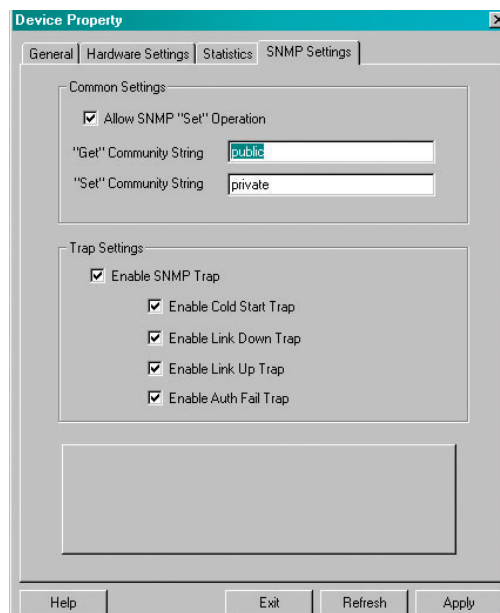 Device Property
General Hardware Settings Statistics SNMP Settings
Common Settings
Allow SNMP "Set" Operation
"Get" Community String public
"Set" Community String private
Trap Settings
Enable SNMP Trap
Enable Cold Start Trap
Enable Link Down Trap
Enable Link Up Trap
Enable Auth Fail Trap
Help Exit Refresh Apply